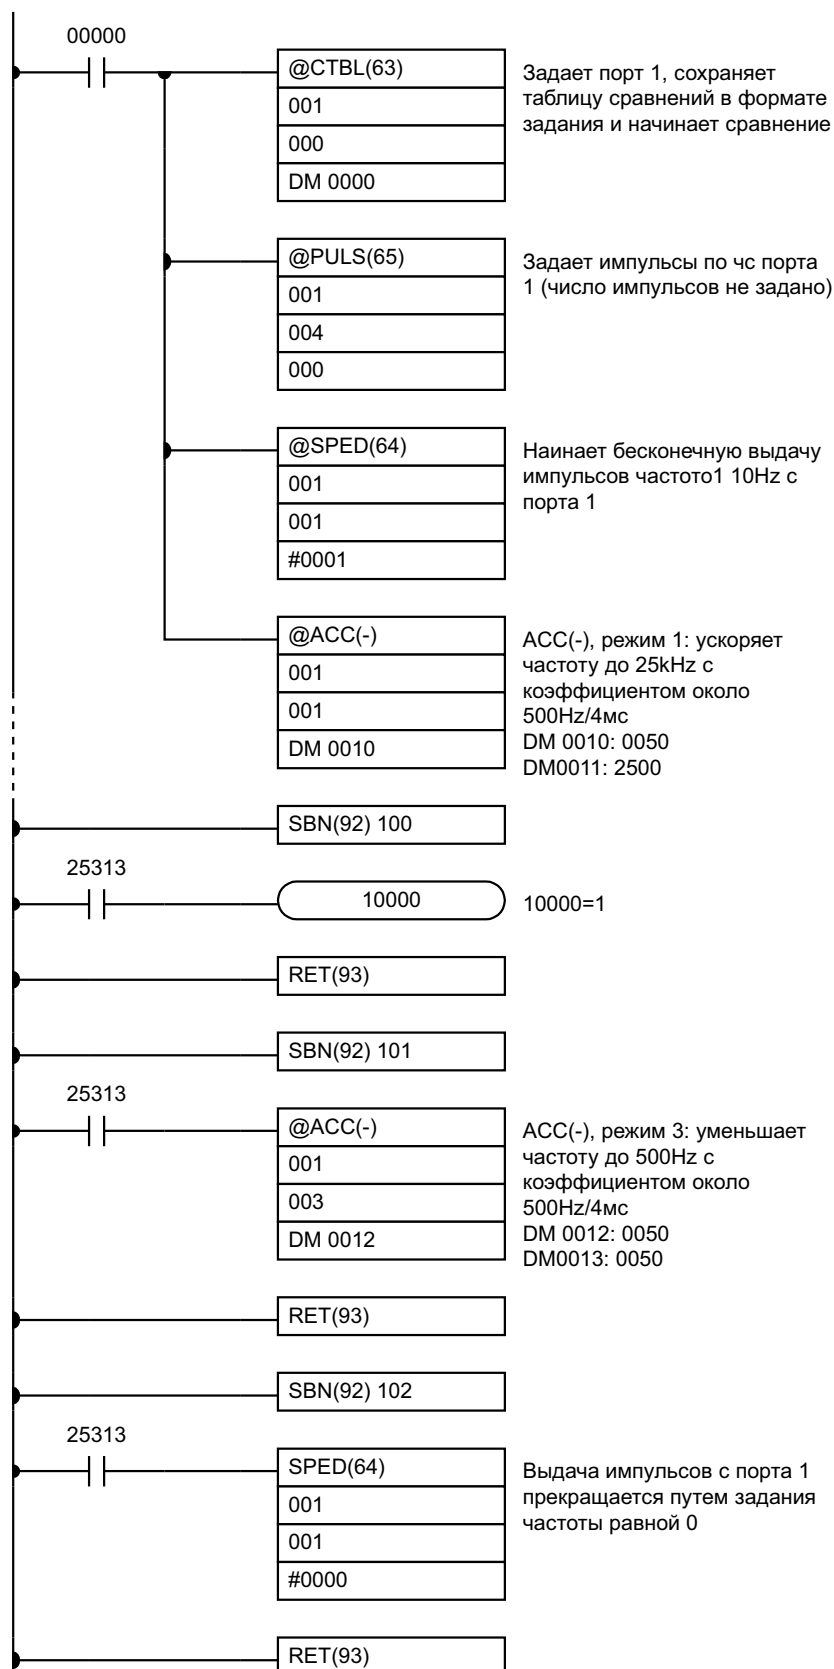 00000
@CTBL(63)
001
000
DM 0000
Задает порт 1, сохраняет
таблицу сравнений в формате
задания и начинает сравнение
@PULS(65)
001
004
000
Задает импульсы по чс порта
1 (число импульсов не задано)
@SPED(64)
001
001
#0001
Наинает бесконечную выдачу
импульсов частото1 10Hz с
порта 1
@ACC(-)
001
001
DM 0010
ACC(-), режим 1: ускоряет
частоту до 25kHz с
коэффициентом около
500Hz/4мс
DM 0010: 0050
DM0011: 2500
SBN(92) 100
25313
10000
10000=1
RET(93)
SBN(92) 101
25313
@ACC(-)
001
003
DM 0012
ACC(-), режим 3: уменьшает
частоту до 500Hz с
коэффициентом около
500Hz/4мс
DM 0012: 0050
DM0013: 0050
RET(93)
SBN(92) 102
25313
SPED(64)
001
001
#0000
Выдача импульсов с порта 1
прекращается путем задания
частоты равной 0
RET(93)